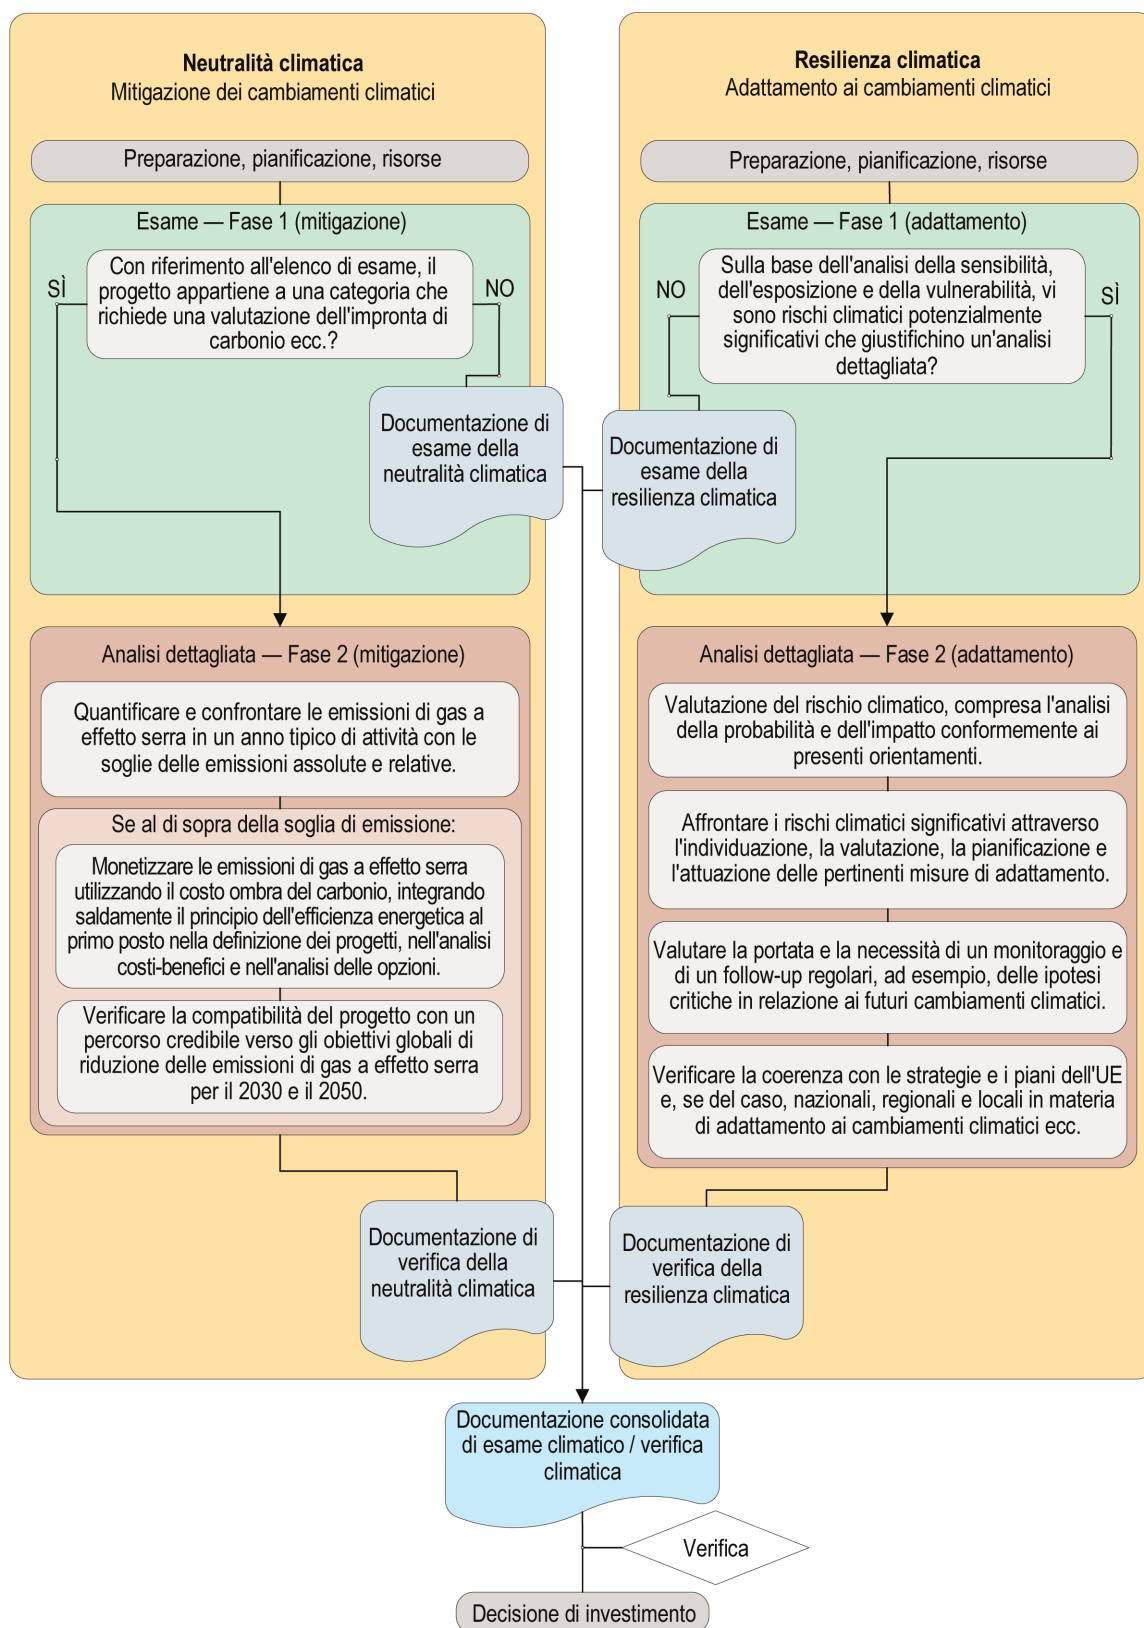 Neutralità climatica
Mitigazione dei cambiamenti climatici
Preparazione, pianificazione, risorse
Esame — Fase 1 (mitigazione)
SÌ
Con riferimento all'elenco di esame, il
progetto appartiene a una categoria che
richiede una valutazione dell'impronta di
carbonio ecc.?
NO
Documentazione di
esame della
neutralità climatica
Analisi dettagliata — Fase 2 (mitigazione)
Quantificare e confrontare le emissioni di gas a
effetto serra in un anno tipico di attività con le
soglie delle emissioni assolute e relative.
Se al di sopra della soglia di emissione:
Monetizzare le emissioni di gas a effetto serra
utilizzando il costo ombra del carbonio, integrando
saldamente il principio dell'efficienza energetica al
primo posto nella definizione dei progetti, nell'analisi
costi-benefici e nell'analisi delle opzioni.
Verificare la compatibilità del progetto con un
percorso credibile verso gli obiettivi globali di
riduzione delle emissioni di gas a effetto serra
per il 2030 e il 2050.
Documentazione di
verifica della
neutralità climatica
Resilienza climatica
Adattamento ai cambiamenti climatici
Preparazione, pianificazione, risorse
Esame — Fase 1 (adattamento)
NO
Sulla base dell'analisi della sensibilità,
dell'esposizione e della vulnerabilità, vi
sono rischi climatici potenzialmente
significativi che giustifichino un'analisi
dettagliata?
SÌ
Documentazione di
esame della
resilienza climatica
Analisi dettagliata — Fase 2 (adattamento)
Valutazione del rischio climatico, compresa l'analisi
della probabilità e dell'impatto conformemente ai
presenti orientamenti.
Affrontare i rischi climatici significativi attraverso
l'individuazione, la valutazione, la pianificazione e
l'attuazione delle pertinenti misure di adattamento.
Valutare la portata e la necessità di un monitoraggio e
di un follow-up regolari, ad esempio, delle ipotesi
critiche in relazione ai futuri cambiamenti climatici.
Verificare la coerenza con le strategie e i piani dell'UE
e, se del caso, nazionali, regionali e locali in materia
di adattamento ai cambiamenti climatici ecc.
Documentazione di
verifica della
resilienza climatica
Documentazione consolidata
di esame climatico / verifica
climatica
Verifica
Decisione di investimento